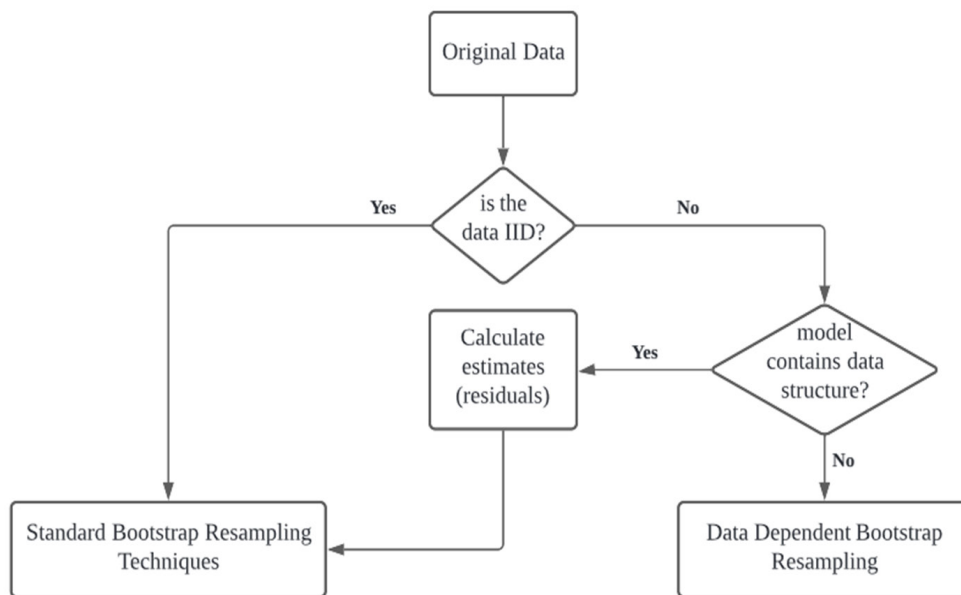 Original Data
is the
data IID?
Yes
No
model
contains data
structure?
Yes
Calculate
estimates
(residuals)
No
Standard Bootstrap Resampling
Techniques
Data Dependent Bootstrap
Resampling